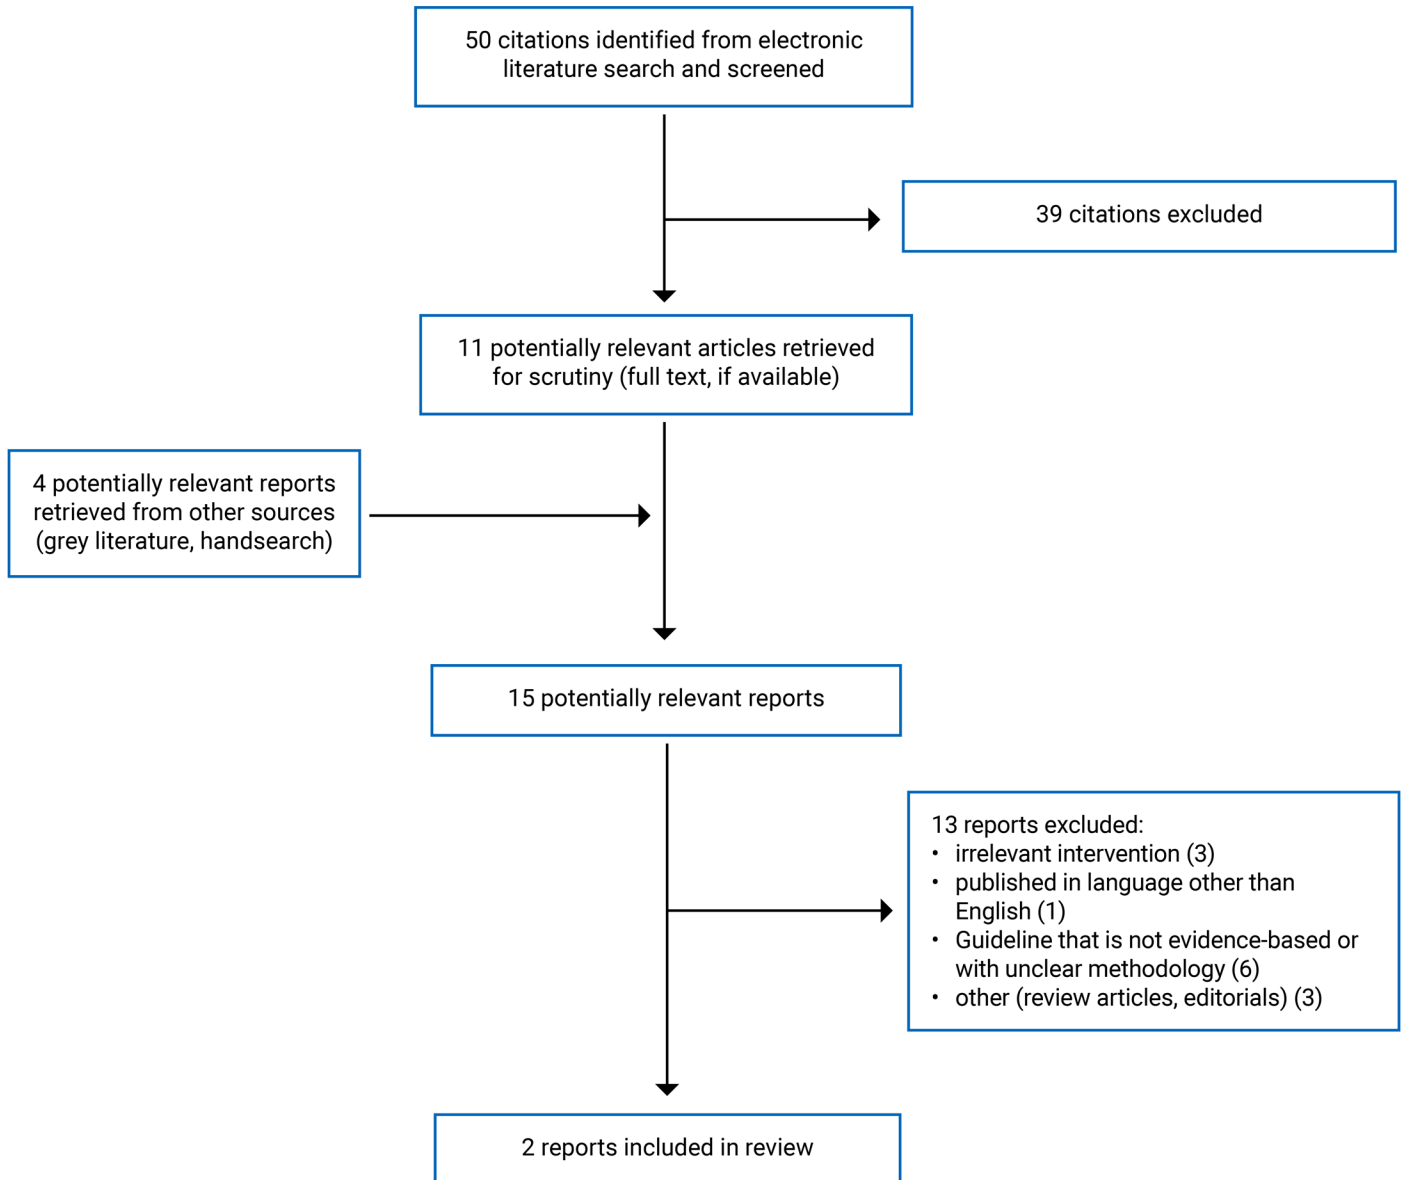 50 citations identified from electronic
literature search and screened
39 citations excluded
11 potentially relevant articles retrieved
for scrutiny (full text, if available)
4 potentially relevant reports
retrieved from other sources
(grey literature, handsearch)
15 potentially relevant reports
13 reports excluded:
• irrelevant intervention (3)
• published in language other than
English (1)
• Guideline that is not evidence-based or
with unclear methodology (6)
• other (review articles, editorials) (3)
2 reports included in review